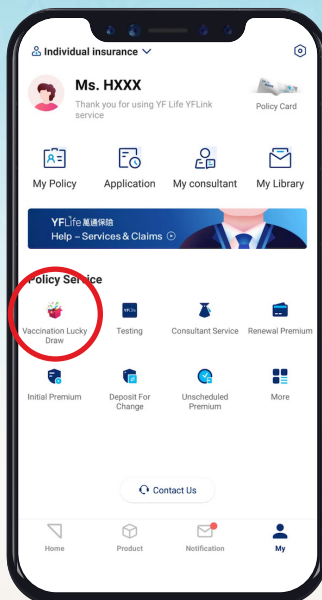 Individual insurance
Ms. HXXX
Thank you for using YF Life YFLink
service
Policy Card
My Policy
Application
My consultant
My Library
YFLife 萬通保險
Help – Services & Claims
Policy Service
Vaccination Lucky
Draw
Testing
Consultant Service
Renewal Premium
Initial Premium
Deposit For
Change
Unscheduled
Premium
More
Contact Us
Home
Product
Notification
My